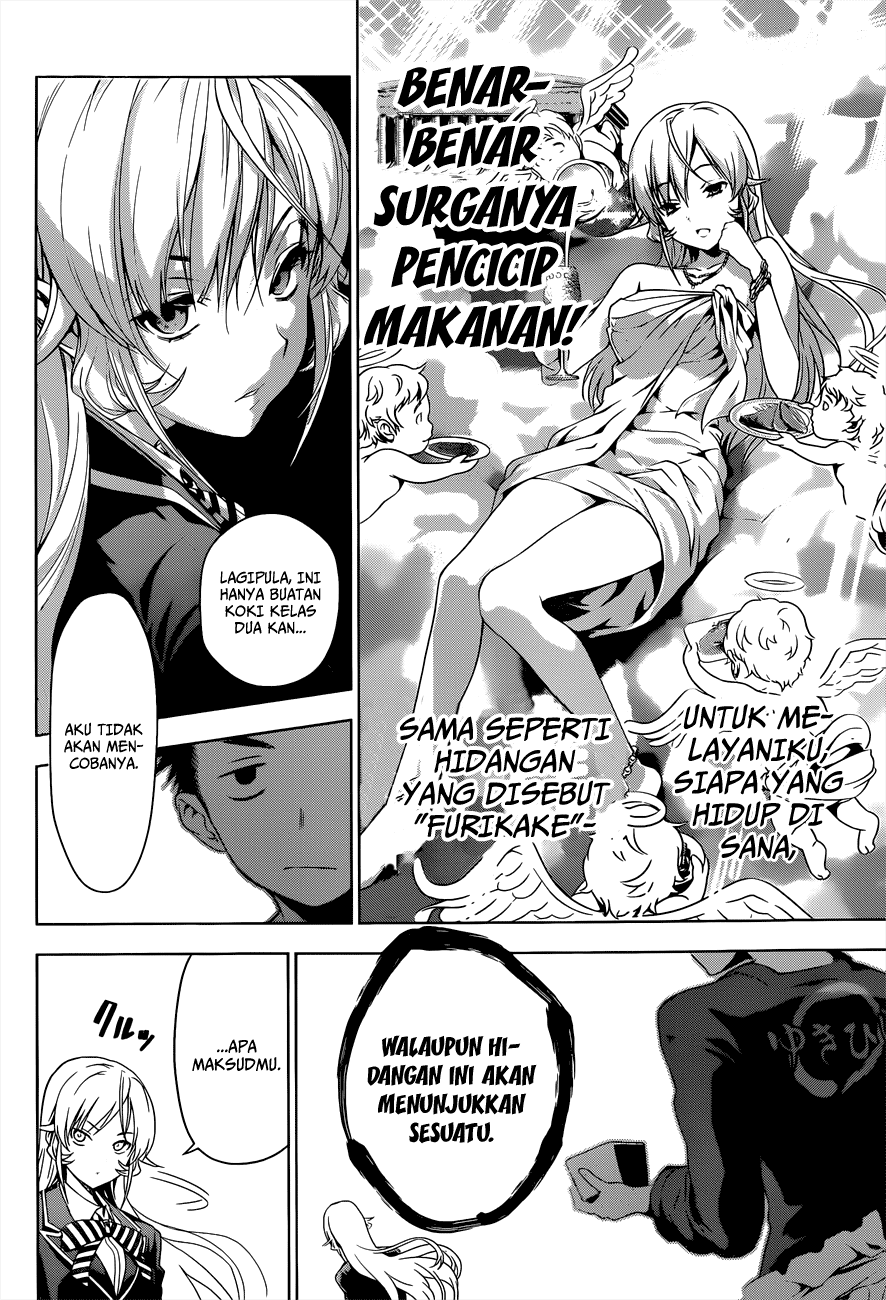 BENAR-
BENAR
SURGANYA
PENCICIP
MAKANAN!
UNTUK ME-
LAYANIKU
SIAPA YANG
HIDUP DI
SANA,
SAMA SEPERTI
HIDANGAN
YANG DISEBUT
"FURIKAKE"-
LAGIPULA, INI
HANYA BUATAN
KOKI KELAS
DUA KAN...
AKU TIDAK
AKAN MEN-
COBANYA.
WALAUPUN HI-
DANGAN INI AKAN
MENUNJUKKAN
SESUATU.
ゆきひ
...APA
MAKSUDMU.
クルッ